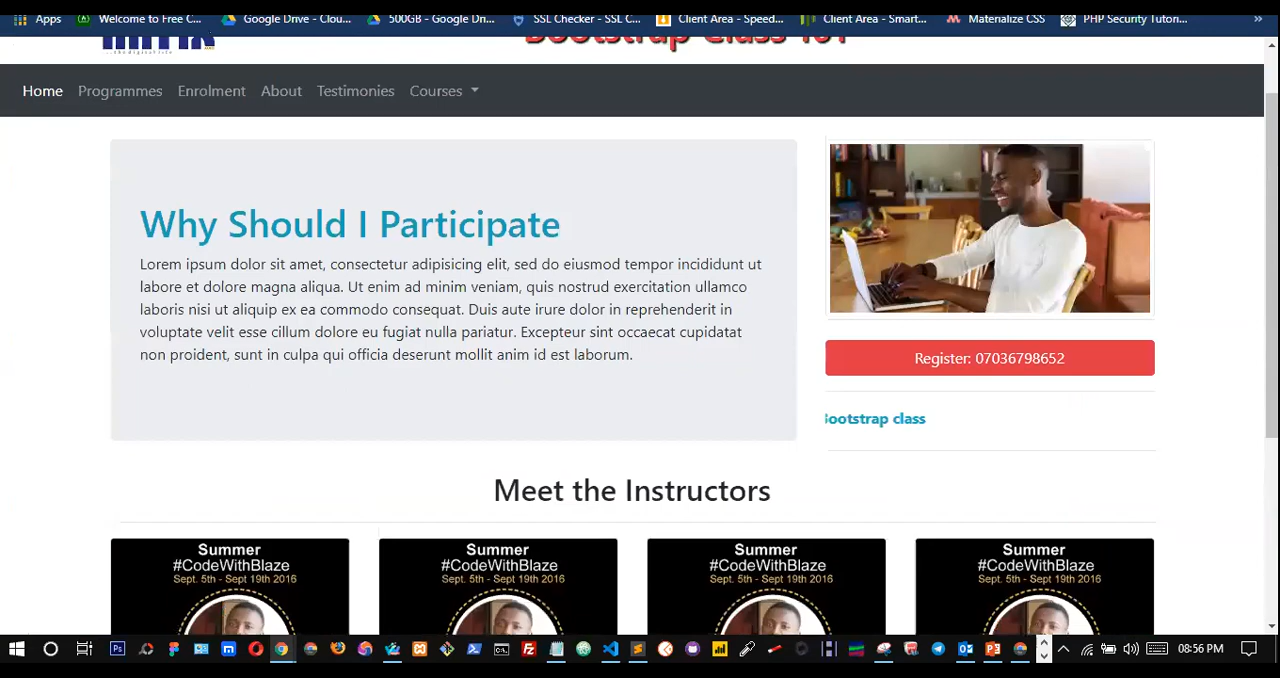 Apps Welcome to Free C... Google Drive - Clou... 500GB - Google Dri... SSL Checker - SSL C... Client Area - Speed... Client Area - Smart... Materialize CSS PHP Security Tutori... »
Bootstrap Class 101
Home Programmes Enrolment About Testimonies Courses
Why Should I Participate
Lorem ipsum dolor sit amet, consectetur adipisicing elit, sed do eiusmod tempor incididunt ut
labore et dolore magna aliqua. Ut enim ad minim veniam, quis nostrud exercitation ullamco
laboris nisi ut aliquip ex ea commodo consequat. Duis aute irure dolor in reprehenderit in
voluptate velit esse cillum dolore eu fugiat nulla pariatur. Excepteur sint occaecat cupidatat
non proident, sunt in culpa qui officia deserunt mollit anim id est laborum.
Register: 07036798652
Bootstrap class
Meet the Instructors
Summer
#CodeWithBlaze
Sept. 5th - Sept 19th 2016
Summer
#CodeWithBlaze
Sept. 5th - Sept 19th 2016
Summer
#CodeWithBlaze
Sept. 5th - Sept 19th 2016
Summer
#CodeWithBlaze
Sept. 5th - Sept 19th 2016
08:56 PM